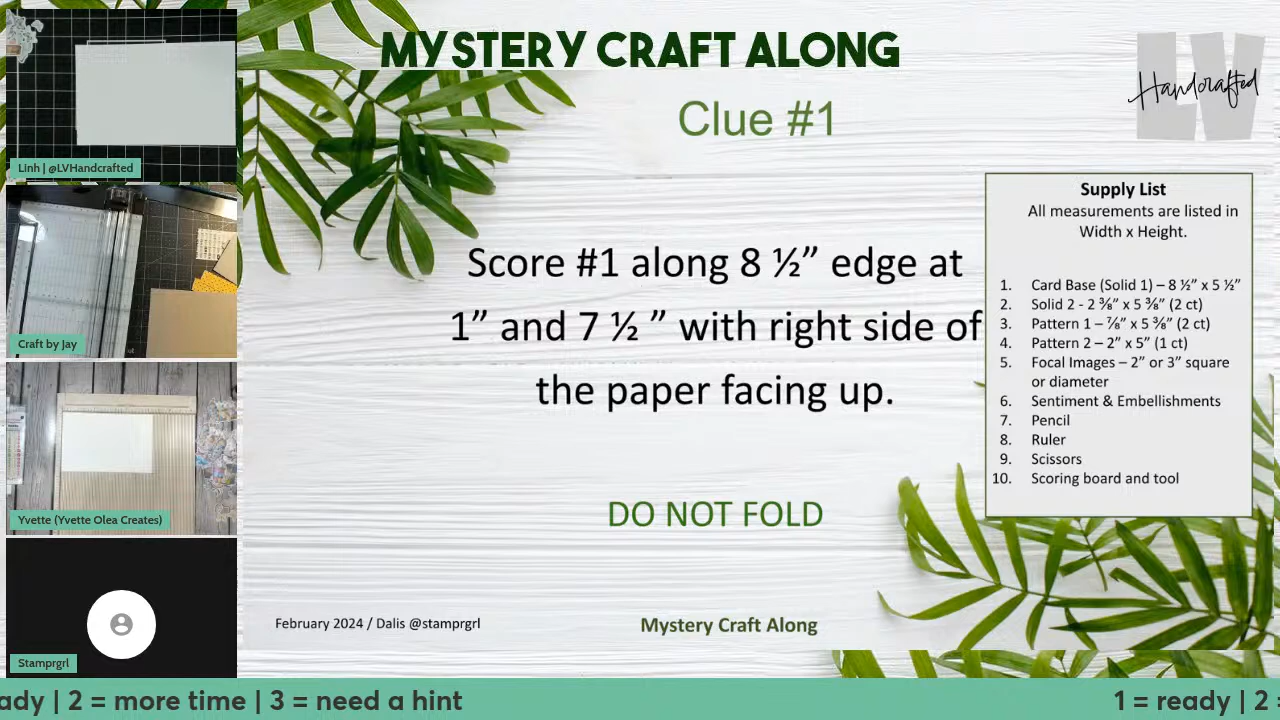 MYSTERY CRAFT ALONG
Handcrafted
Clue #1
Linh | @LVHandcrafted
Craft by Jay
Yvette (Yvette Olea Creates)
Stamprgrl
Score #1 along 8 ½” edge at
1” and 7 ½ ” with right side of
the paper facing up.
DO NOT FOLD
Supply List
All measurements are listed in
Width x Height.
1. Card Base (Solid 1) – 8 ½” x 5 ½”
2. Solid 2 - 2 ⅜” x 5 ⅜” (2 ct)
3. Pattern 1 – ⅞” x 5 ⅜” (2 ct)
4. Pattern 2 – 2” x 5” (1 ct)
5. Focal Images – 2” or 3” square
or diameter
6. Sentiment & Embellishments
7. Pencil
8. Ruler
9. Scissors
10. Scoring board and tool
February 2024 / Dalis @stamprgrl
Mystery Craft Along
ady | 2 = more time | 3 = need a hint
1 = ready | 2 =